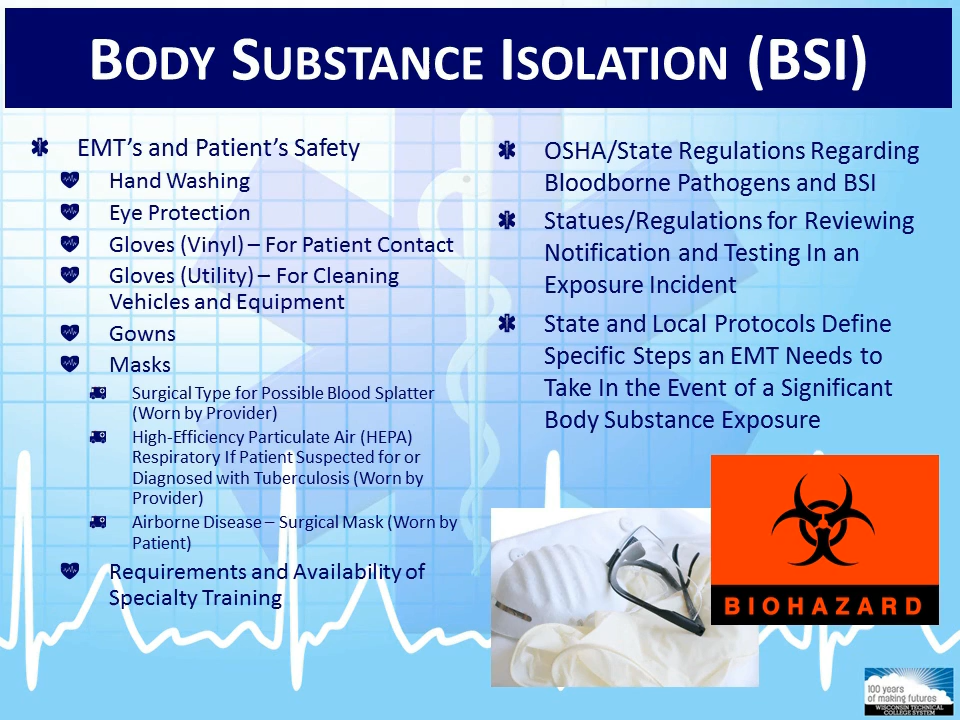 BODY SUBSTANCE ISOLATION (BSI)
EMT's and Patient's Safety
Hand Washing
Eye Protection
Gloves (Vinyl) – For Patient Contact
Gloves (Utility) – For Cleaning
Vehicles and Equipment
Gowns
Masks
Surgical Type for Possible Blood Splatter
(Worn by Provider)
High-Efficiency Particulate Air (HEPA)
Respiratory If Patient Suspected for or
Diagnosed with Tuberculosis (Worn by
Provider)
Airborne Disease – Surgical Mask (Worn by
Patient)
Requirements and Availability of
Specialty Training
OSHA/State Regulations Regarding
Bloodborne Pathogens and BSI
Statues/Regulations for Reviewing
Notification and Testing In an
Exposure Incident
State and Local Protocols Define
Specific Steps an EMT Needs to
Take In the Event of a Significant
Body Substance Exposure
BIOHAZARD
100 years
of making futures
WISCONSIN TECHNICAL
COLLEGE SYSTEM